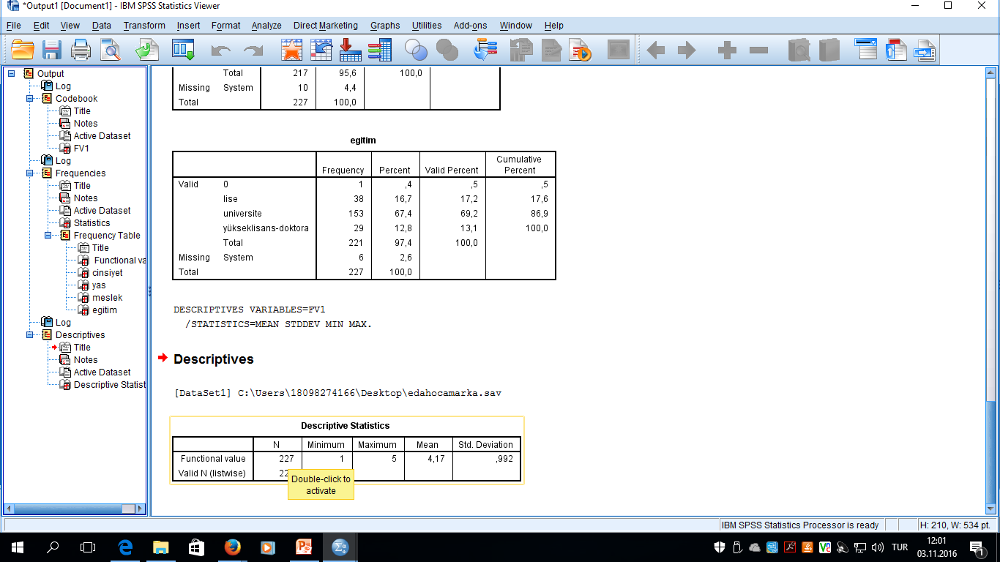 *Output1 [Document1] - IBM SPSS Statistics Viewer
File Edit View Data Transform Insert Format Analyze Direct Marketing Graphs Utilities Add-ons Window Help
Output
Log
Codebook
Title
Notes
Active Dataset
FV1
Log
Frequencies
Title
Notes
Active Dataset
Statistics
Frequency Table
Title
Functional va
cinsiyet
yas
meslek
egitim
Log
Descriptives
Title
Notes
Active Dataset
Descriptive Statist
Total 217 95,6 100,0
Missing System 10 4,4
Total 227 100,0
egitim
Frequency Percent Valid Percent Cumulative Percent
Valid 0 1 ,4 ,5 ,5
lise 38 16,7 17,2 17,6
universite 153 67,4 69,2 86,9
yükseklisans-doktora 29 12,8 13,1 100,0
Total 221 97,4 100,0
Missing System 6 2,6
Total 227 100,0
DESCRIPTIVES VARIABLES=FV1
/STATISTICS=MEAN STDDEV MIN MAX.
Descriptives
[DataSet1] C:\Users\18098274166\Desktop\edahocamarka.sav
Descriptive Statistics
N Minimum Maximum Mean Std. Deviation
Functional value 227 1 5 4,17 ,992
Valid N (listwise) 22
Double-click to
activate
IBM SPSS Statistics Processor is ready H: 210, W: 534 pt.
TUR 12:01
03.11.2016 1